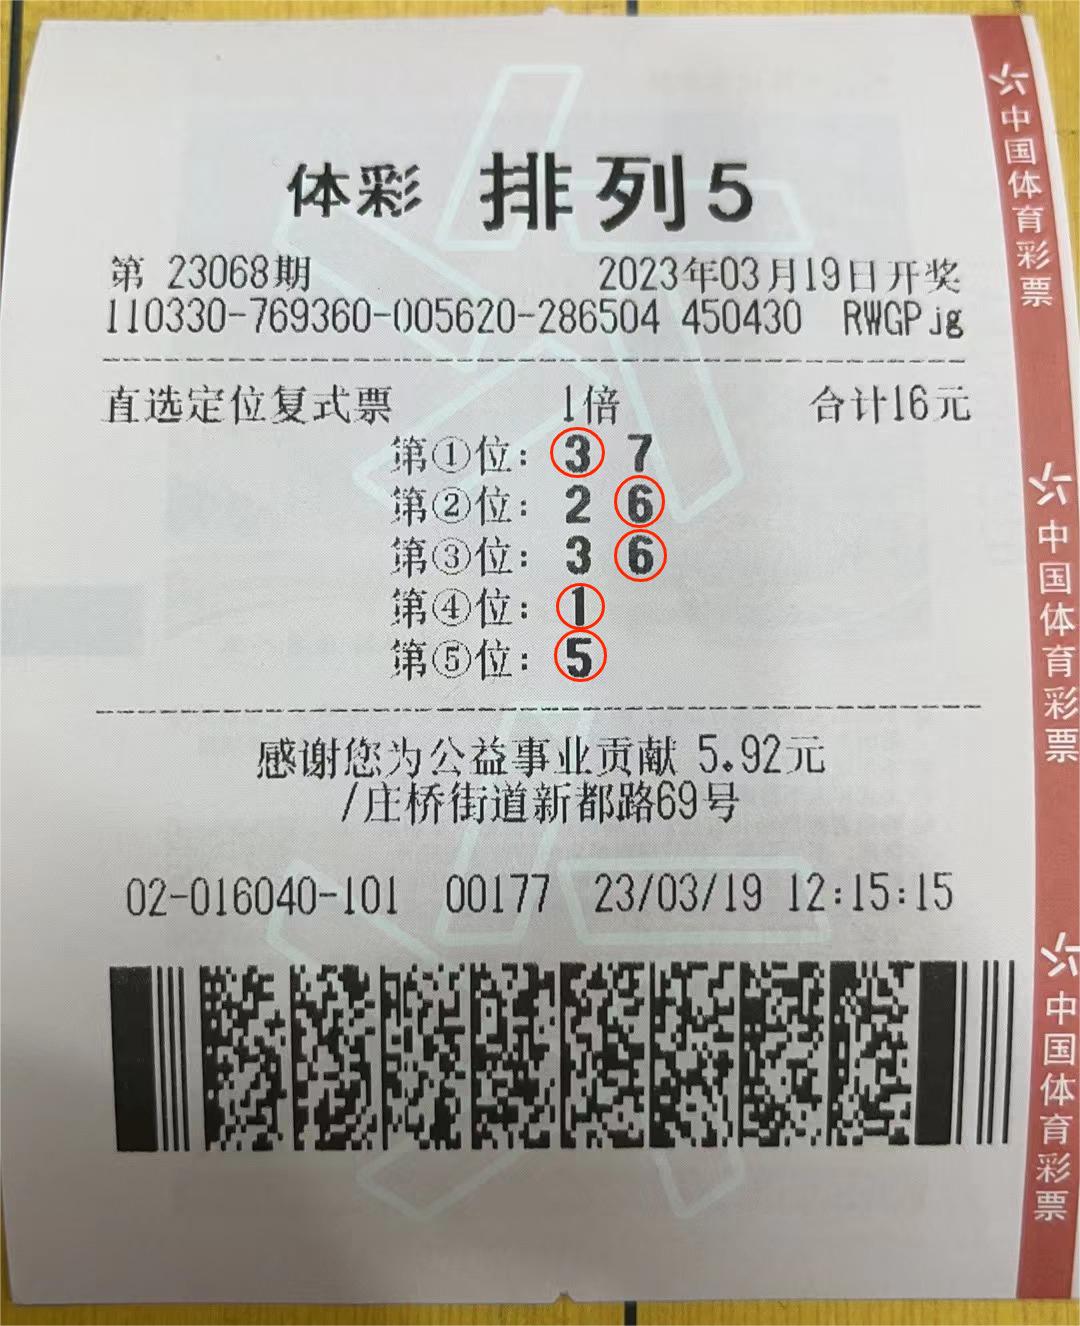 体彩 排列5
第 23068期 2023年03月19日开奖
110330-769360-005620-286504 450430 RWGPjg
直选定位复式票 1倍 合计16元
第①位: 3 7
第②位: 2 6
第③位: 3 6
第④位: 1
第⑤位: 5
感谢您为公益事业贡献 5.92元
/庄桥街道新都路69号
02-016040-101 00177 23/03/19 12:15:15
中国体育彩票
中国体育彩票
中国体育彩票